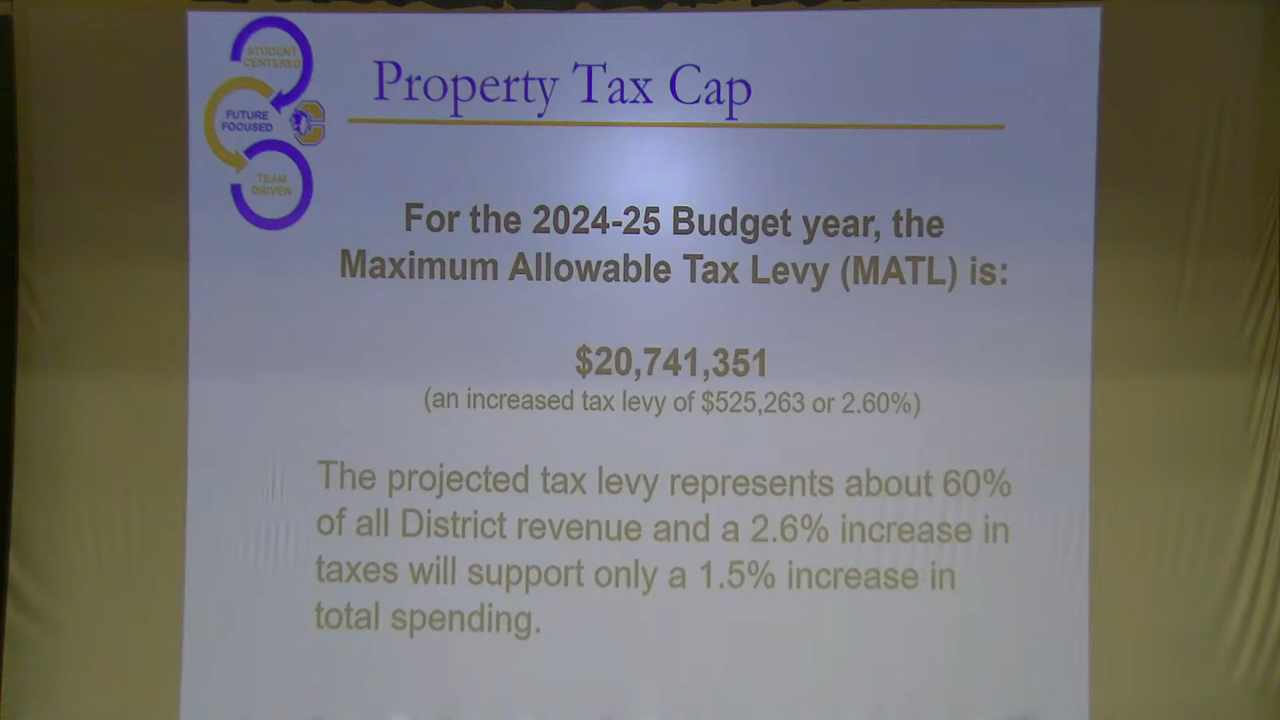 STUDENT
CENTERED
FUTURE
FOCUSED
TEAM
DRIVEN
Property Tax Cap
For the 2024-25 Budget year, the
Maximum Allowable Tax Levy (MATL) is:
$20,741,351
(an increased tax levy of $525,263 or 2.60%)
The projected tax levy represents about 60%
of all District revenue and a 2.6% increase in
taxes will support only a 1.5% increase in
total spending.